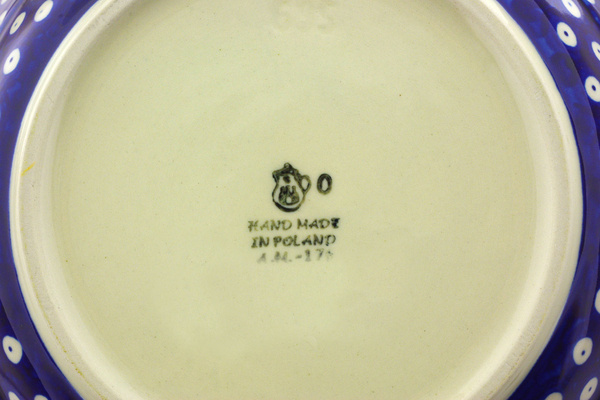 0
HAND MADE
IN POLAND
A.M.-17